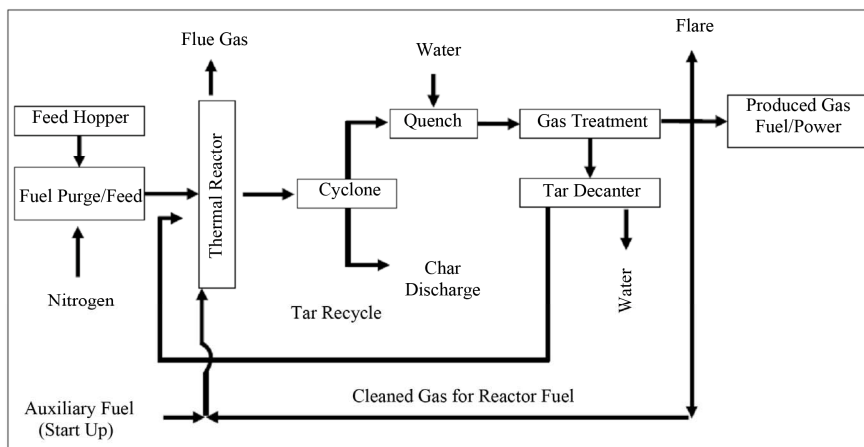 Flue Gas
Water
Flare
Feed Hopper
Thermal Reactor
Quench
Gas Treatment
Produced Gas
Fuel/Power
Fuel Purge/Feed
Cyclone
Tar Decanter
Nitrogen
Char
Discharge
Water
Tar Recycle
Cleaned Gas for Reactor Fuel
Auxiliary Fuel
(Start Up)